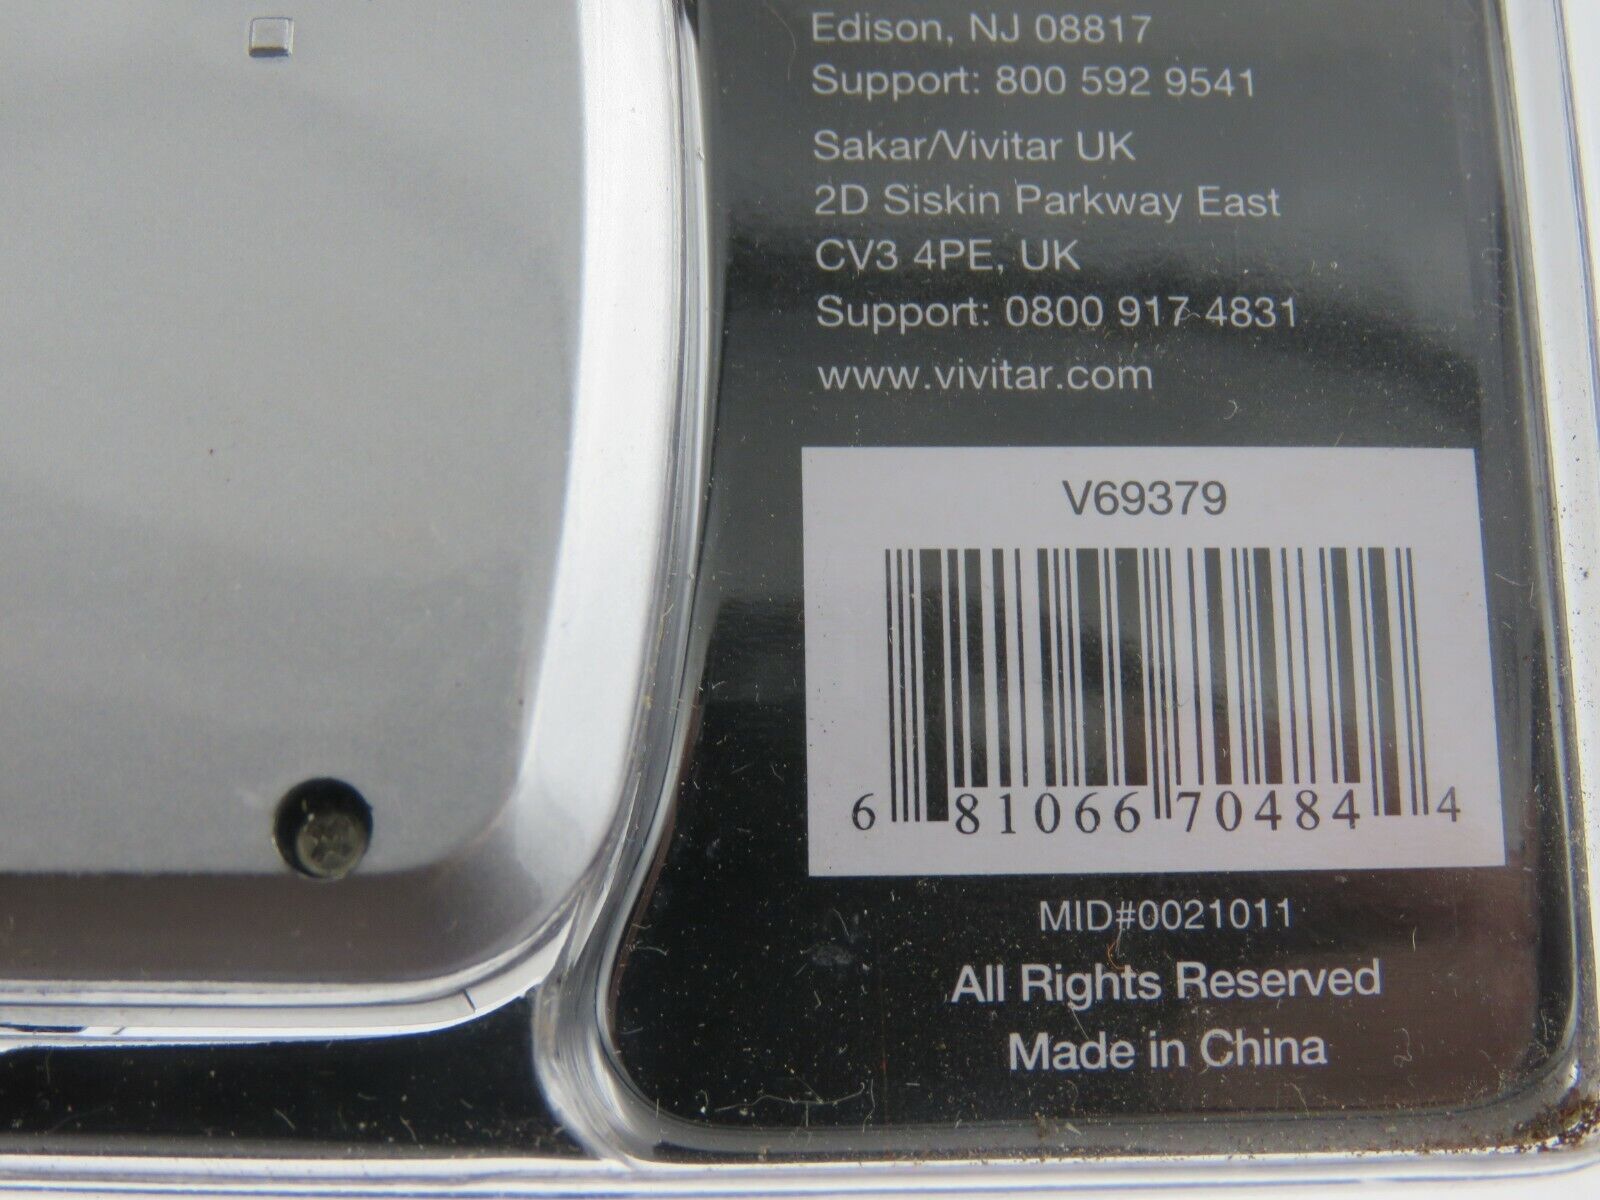 Edison, NJ 08817
Support: 800 592 9541
Sakar/Vivitar UK
2D Siskin Parkway East
CV3 4PE, UK
Support: 0800 917 4831
www.vivitar.com
V69379
6 81066 70484 4
MID#0021011
All Rights Reserved
Made in China